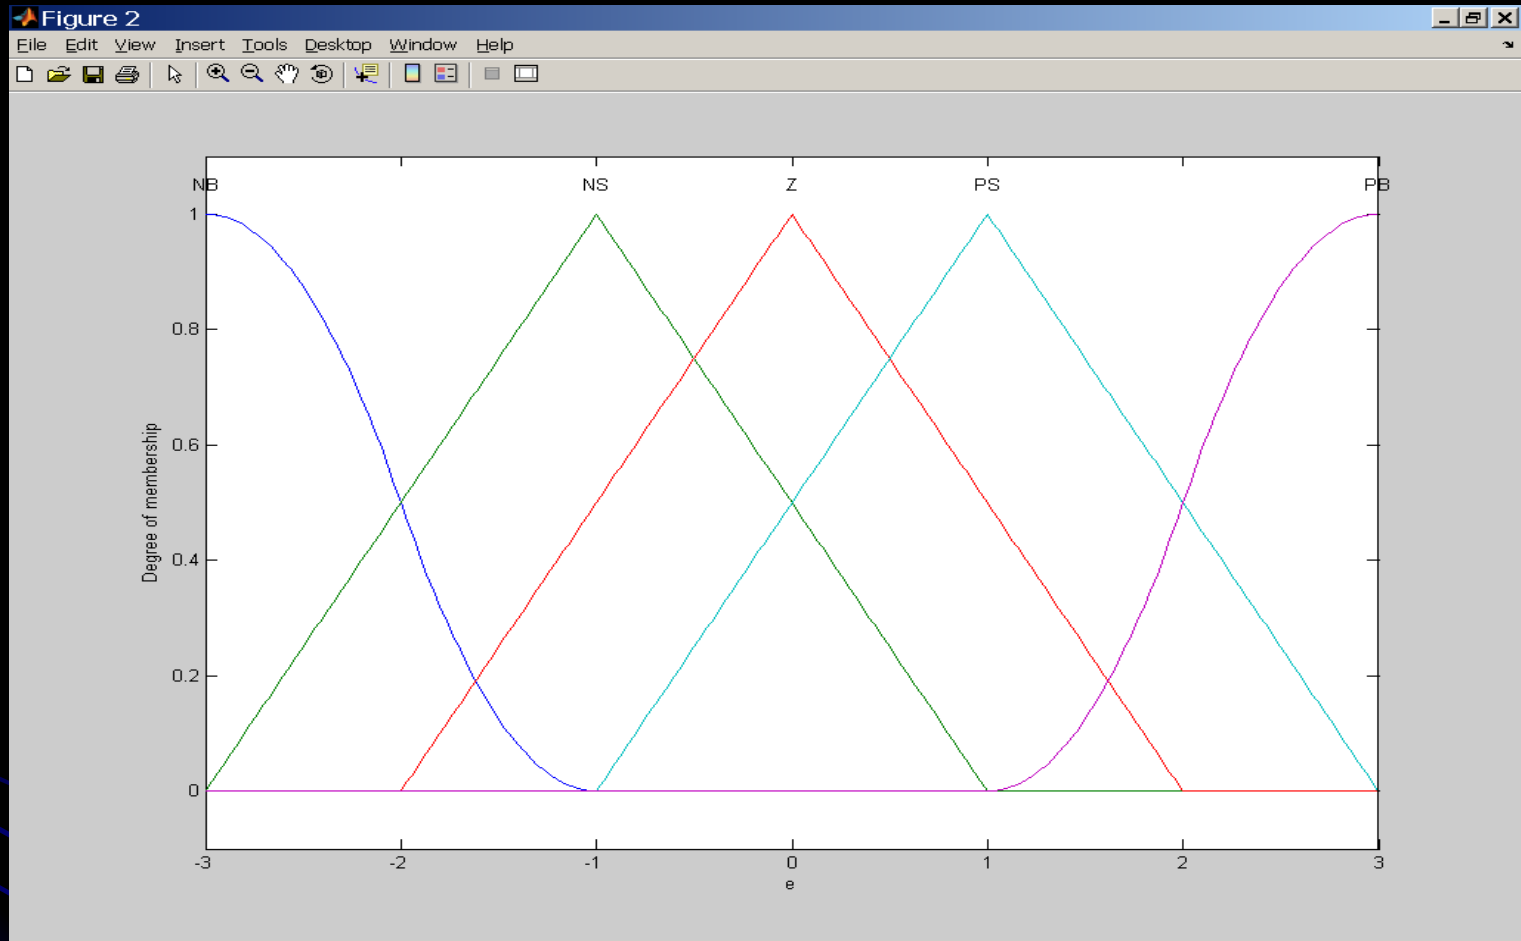 Figure 2
File Edit View Insert Tools Desktop Window Help
NB NS Z PS PB
1
0.8
0.6
0.4
0.2
0
Degree of membership
-3 -2 -1 0 1 2 3
e